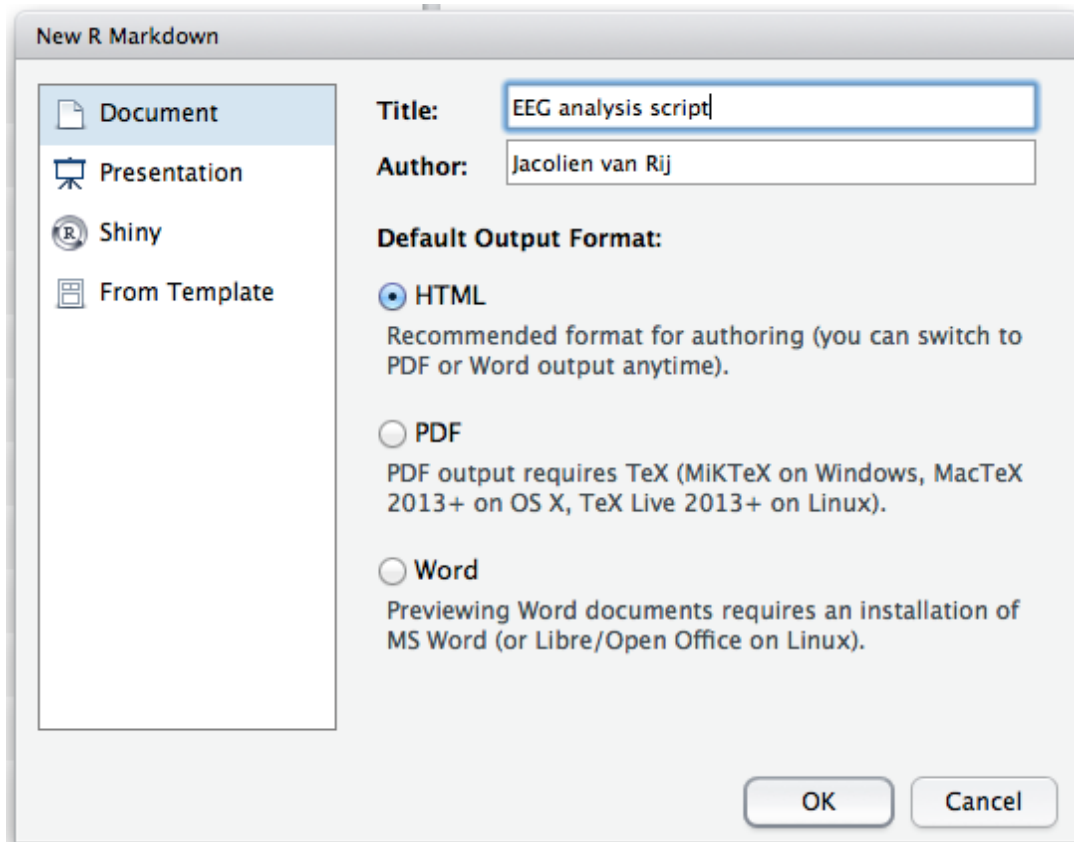 New R Markdown
Document
Presentation
R Shiny
From Template
Title: EEG analysis script
Author: Jacolien van Rij
Default Output Format:
HTML
Recommended format for authoring (you can switch to
PDF or Word output anytime).
PDF
PDF output requires TeX (MiKTeX on Windows, MacTeX
2013+ on OS X, TeX Live 2013+ on Linux).
Word
Previewing Word documents requires an installation of
MS Word (or Libre/Open Office on Linux).
OK Cancel